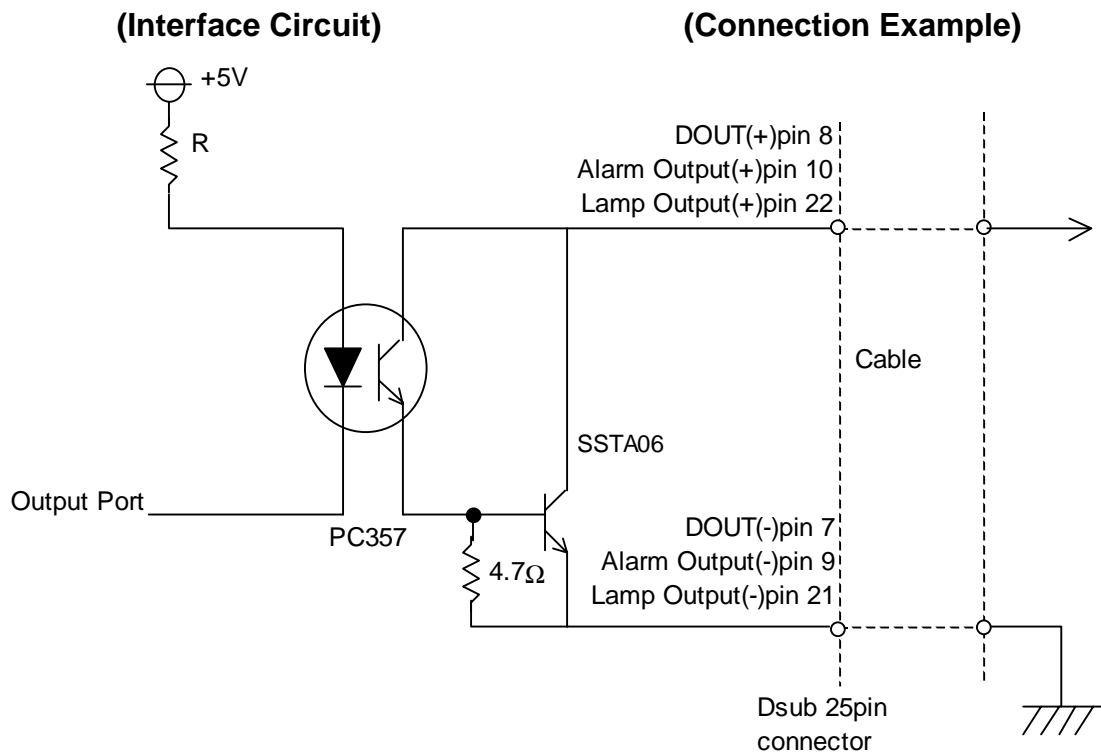 (Interface Circuit)
(Connection Example)
+5V
R
DOUT(+)pin 8
Alarm Output(+)pin 10
Lamp Output(+)pin 22
Cable
SSTA06
Output Port
PC357
4.7Ω
DOUT(-)pin 7
Alarm Output(-)pin 9
Lamp Output(-)pin 21
Dsub 25pin
connector